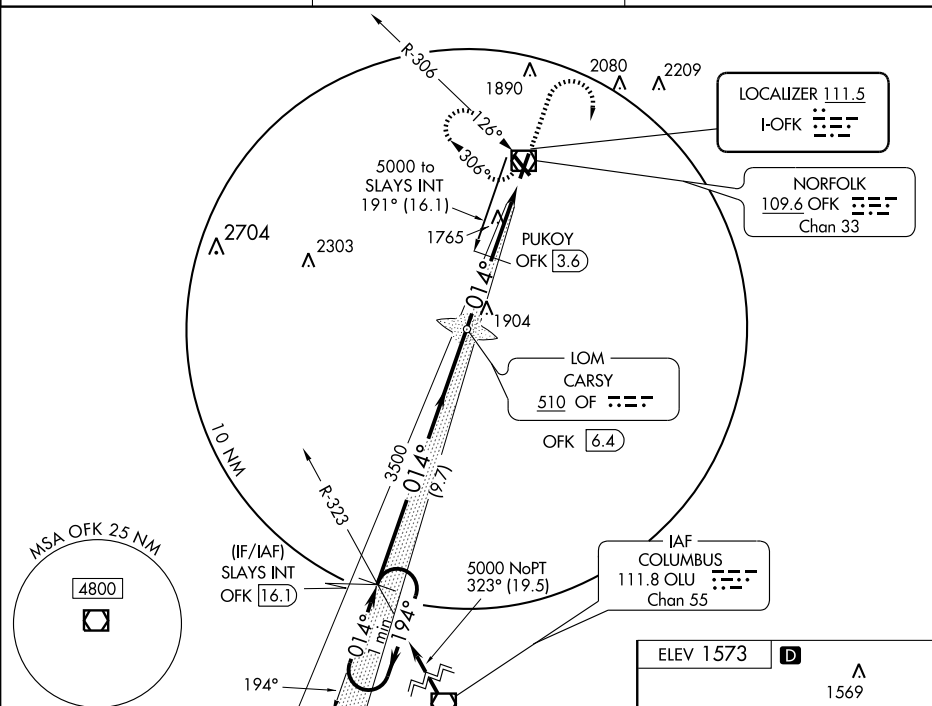 R-306
1890
2080
2209
LOCALIZER 111.5
I-OFK
126°
306°
5000 to
SLAYS INT
191° (16.1)
NORFOLK
109.6 OFK
Chan 33
1765
PUKOY
OFK 3.6
2704
2303
014°
1904
LOM
CARSY
510 OF
OFK 6.4
10 NM
3500
014°
(9.7)
R-323
MSA OFK 25 NM
4800
(IF/IAF)
SLAYS INT
OFK 16.1
5000 NoPT
323° (19.5)
IAF
COLUMBUS
111.8 OLU
Chan 55
014°
1 min
194°
194°
ELEV 1573 D
1569